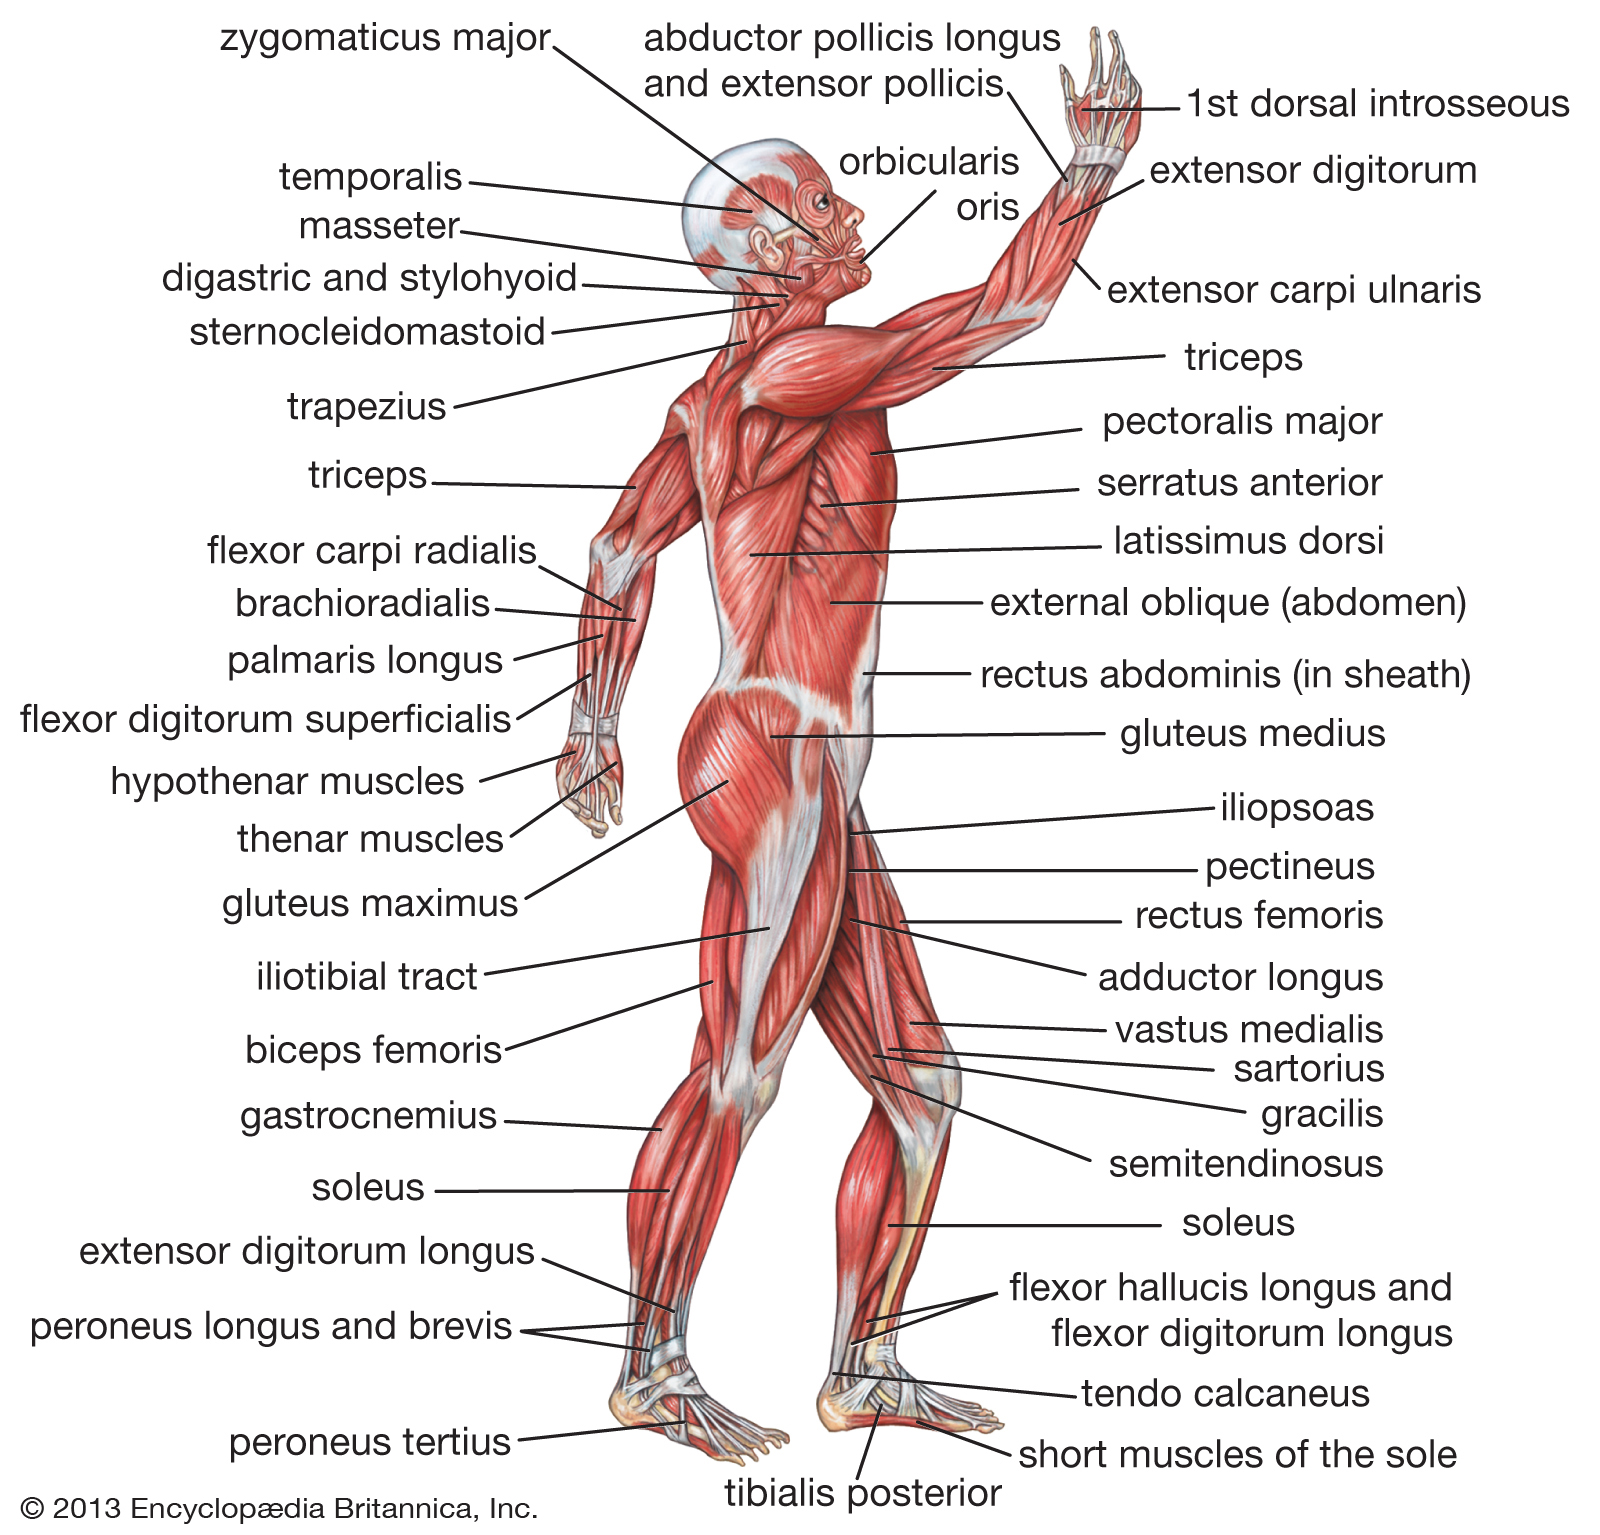 zygomaticus major
abductor pollicis longus
and extensor pollicis
1st dorsal introsseous
orbicularis
oris
extensor digitorum
temporalis
masseter
digastric and stylohyoid
extensor carpi ulnaris
sternocleidomastoid
triceps
trapezius
pectoralis major
triceps
serratus anterior
latissimus dorsi
flexor carpi radialis
brachioradialis
external oblique (abdomen)
palmaris longus
rectus abdominis (in sheath)
flexor digitorum superficialis
gluteus medius
hypothenar muscles
iliopsoas
thenar muscles
pectineus
gluteus maximus
rectus femoris
iliotibial tract
adductor longus
vastus medialis
biceps femoris
sartorius
gastrocnemius
gracilis
semitendinosus
soleus
soleus
extensor digitorum longus
flexor hallucis longus and
flexor digitorum longus
peroneus longus and brevis
tendo calcaneus
peroneus tertius
short muscles of the sole
tibialis posterior
© 2013 Encyclopædia Britannica, Inc.